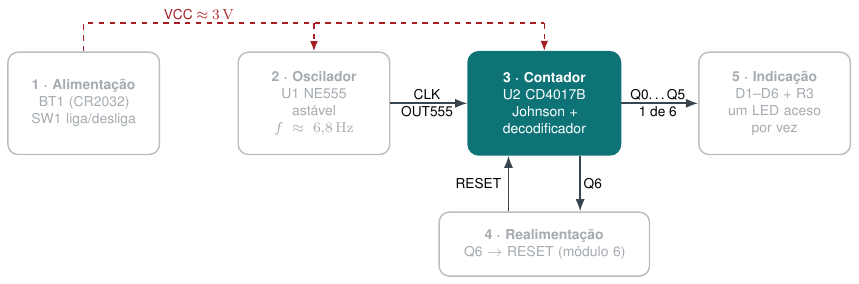 VCC ≈ 3 V
1 · Alimentação
BT1 (CR2032)
SW1 liga/desliga
2 · Oscilador
U1 NE555
astável
f ≈ 6,8 Hz
CLK
OUT555
3 · Contador
U2 CD4017B
Johnson +
decodificador
Q0...Q5
1 de 6
5 · Indicação
D1–D6 + R3
um LED aceso
por vez
RESET
Q6
4 · Realimentação
Q6 → RESET (módulo 6)